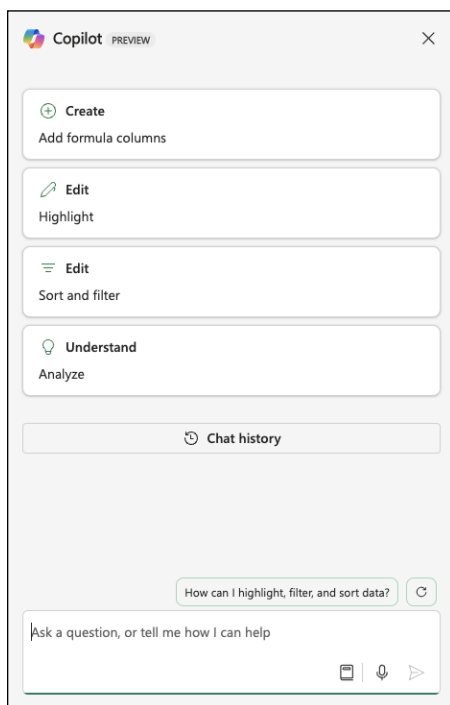 Copilot PREVIEW
Create
Add formula columns
Edit
Highlight
Edit
Sort and filter
Understand
Analyze
Chat history
How can I highlight, filter, and sort data?
Ask a question, or tell me how I can help